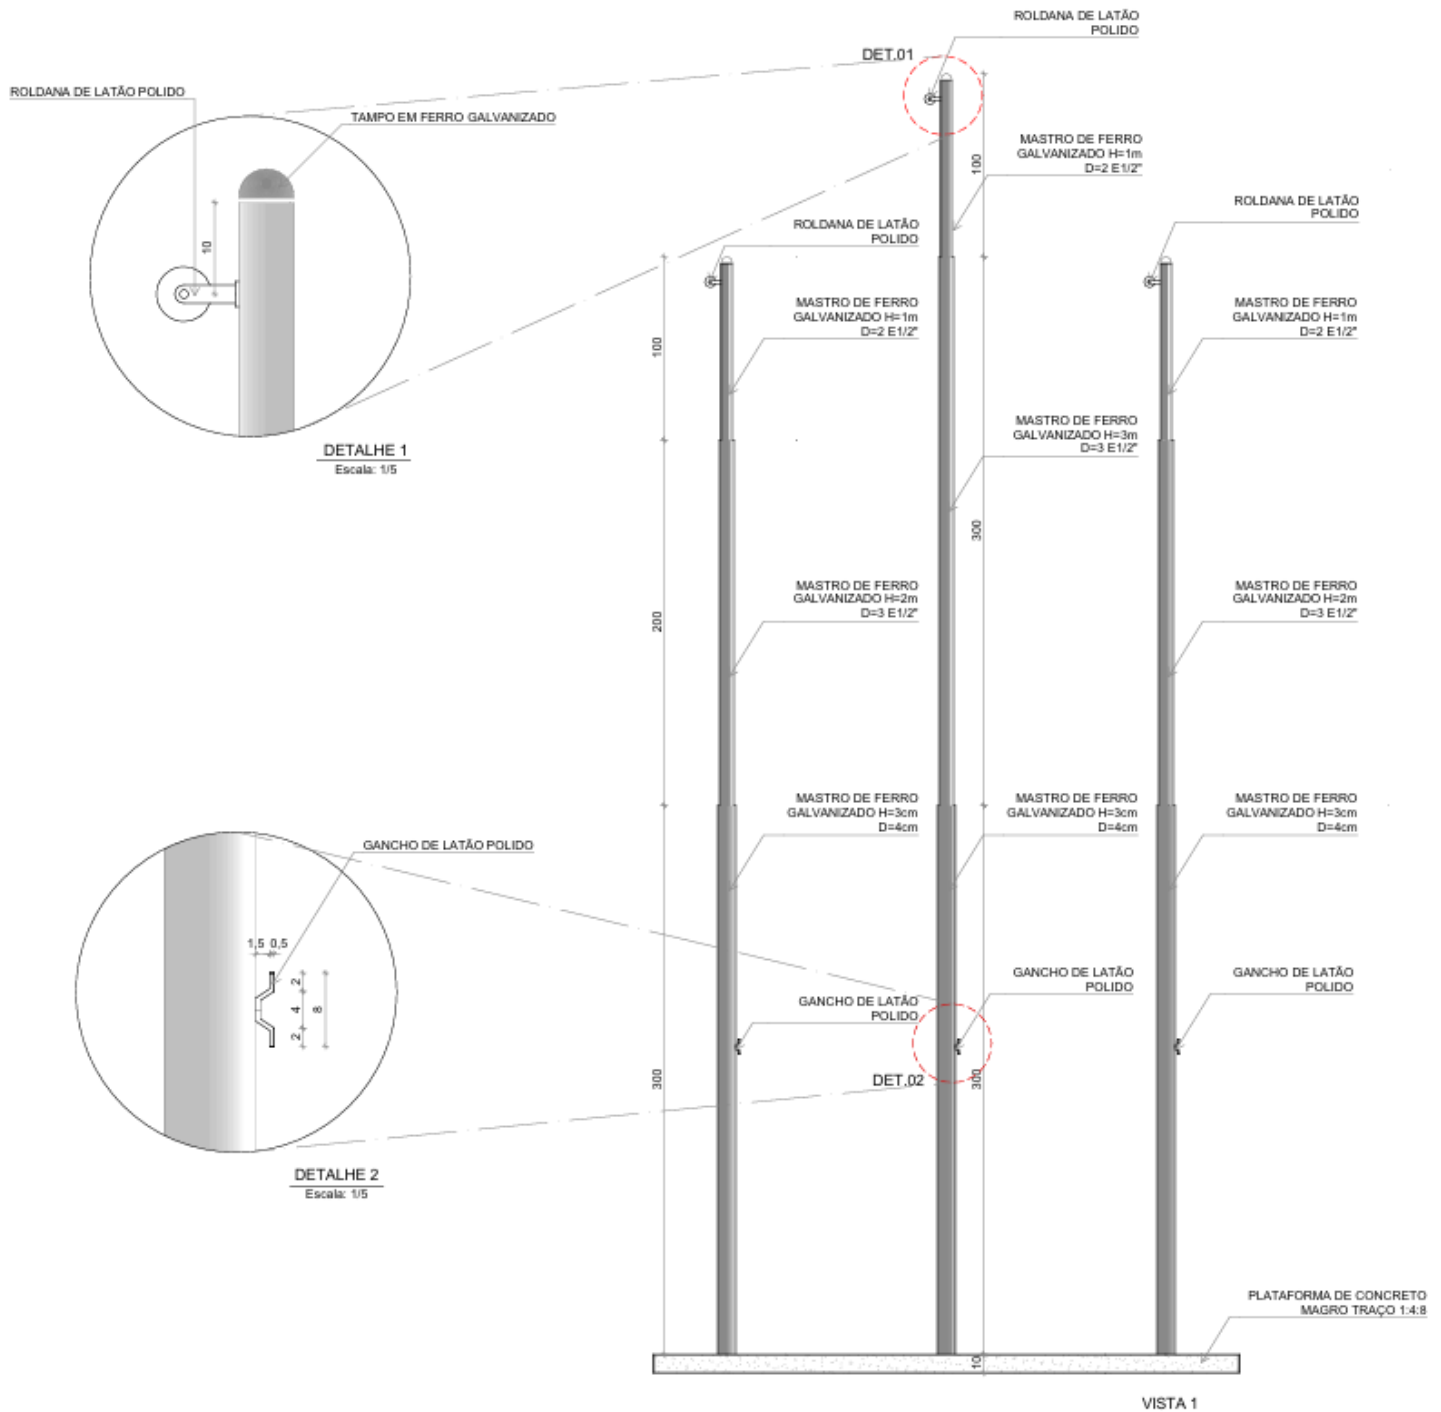 ROLDANA DE LATÃO
POLIDO
DET.01
ROLDANA DE LATÃO POLIDO
TAMPO EM FERRO GALVANIZADO
10
DETALHE 1
Escala: 1/5
MASTRO DE FERRO
GALVANIZADO H=1m
D=2 E1/2"
100
ROLDANA DE LATÃO
POLIDO
ROLDANA DE LATÃO
POLIDO
MASTRO DE FERRO
GALVANIZADO H=1m
D=2 E1/2"
MASTRO DE FERRO
GALVANIZADO H=1m
D=2 E1/2"
100
MASTRO DE FERRO
GALVANIZADO H=3m
D=3 E1/2"
300
MASTRO DE FERRO
GALVANIZADO H=2m
D=3 E1/2"
MASTRO DE FERRO
GALVANIZADO H=2m
D=3 E1/2"
200
MASTRO DE FERRO
GALVANIZADO H=3cm
D=4cm
MASTRO DE FERRO
GALVANIZADO H=3cm
D=4cm
MASTRO DE FERRO
GALVANIZADO H=3cm
D=4cm
GANCHO DE LATÃO POLIDO
1,5 0,5
2
4
2
8
DETALHE 2
Escala: 1/5
GANCHO DE LATÃO
POLIDO
GANCHO DE LATÃO
POLIDO
GANCHO DE LATÃO
POLIDO
DET.02
300
300
PLATAFORMA DE CONCRETO
MAGRO TRAÇO 1:4:8
10
VISTA 1